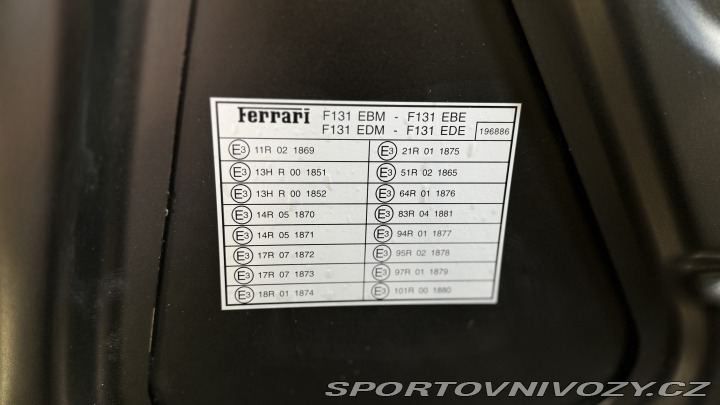 Ferrari F131 EBM - F131 EBE
F131 EDM - F131 EDE 196886
E3 11R 02 1869 E3 21R 01 1875
E3 13H R 00 1851 E3 51R 02 1865
E3 13H R 00 1852 E3 64R 01 1876
E3 14R 05 1870 E3 83R 04 1881
E3 14R 05 1871 E3 94R 01 1877
E3 17R 07 1872 E3 95R 02 1878
E3 17R 07 1873 E3 97R 01 1879
E3 18R 01 1874 E3 101R 00 1880
SPORTOVNIVOZY.CZ